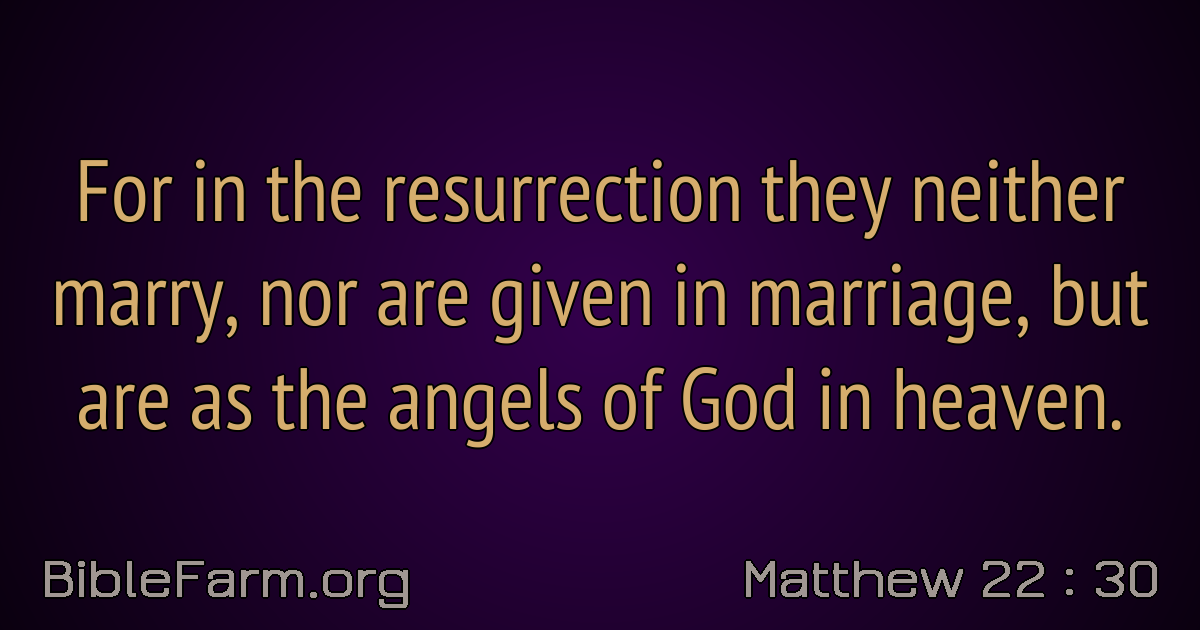 For in the resurrection they neither
marry, nor are given in marriage, but
are as the angels of God in heaven.
BibleFarm.org
Matthew 22 : 30